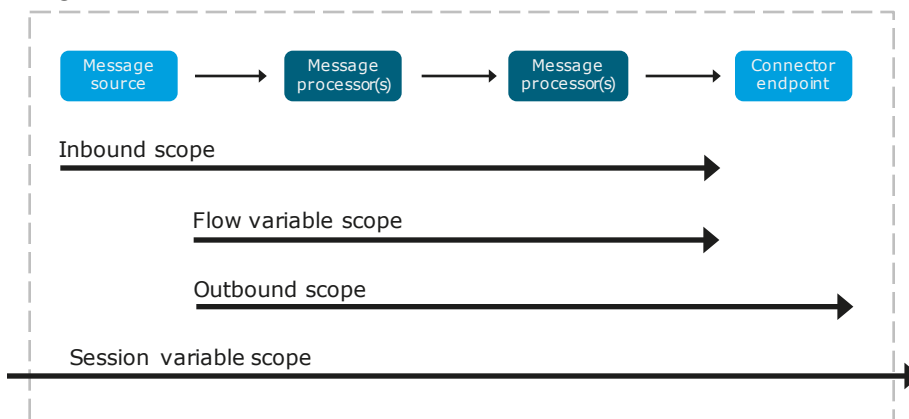 Message
source
Message
processor(s)
Message
processor(s)
Connector
endpoint
Inbound scope
Flow variable scope
Outbound scope
Session variable scope